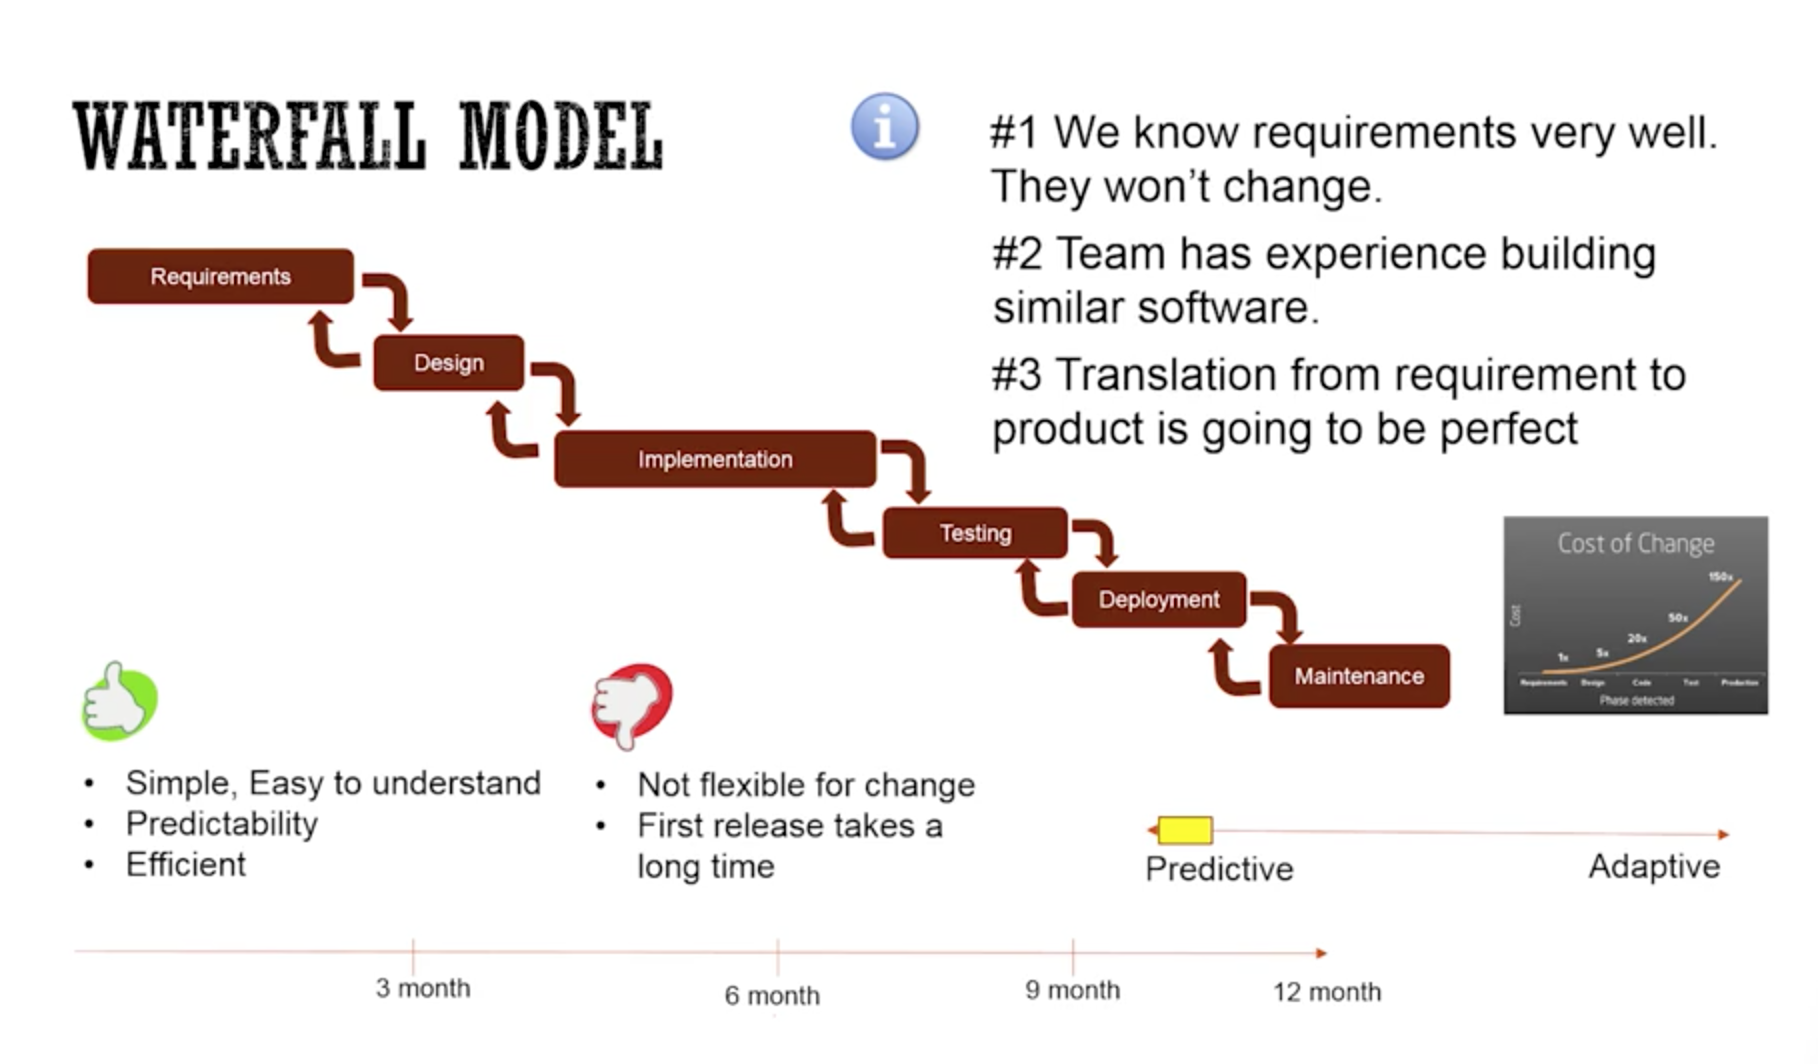 WATERFALL MODEL
i
#1 We know requirements very well.
They won't change.
#2 Team has experience building
similar software.
#3 Translation from requirement to
product is going to be perfect
Requirements
Design
Implementation
Testing
Deployment
Maintenance
Cost of Change
Cost
1x
5x
20x
50x
150x
Requirements Design Code Test Production
Phase detected
• Simple, Easy to understand
• Predictability
• Efficient
• Not flexible for change
• First release takes a
long time
Predictive
Adaptive
3 month
6 month
9 month
12 month